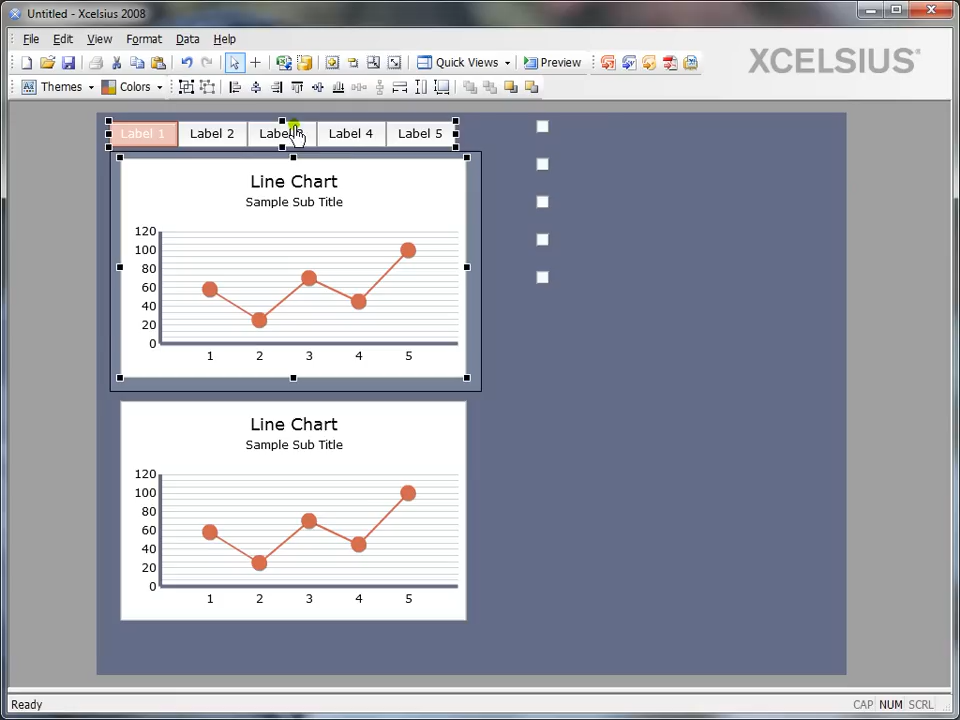 Untitled - Xcelsius 2008
File Edit View Format Data Help
Quick Views Preview
XCELSIUS®
Themes Colors
Label 1 Label 2 Label 3 Label 4 Label 5
Line Chart
Sample Sub Title
120
100
80
60
40
20
0
1 2 3 4 5
Line Chart
Sample Sub Title
120
100
80
60
40
20
0
1 2 3 4 5
Ready CAP NUM SCRL